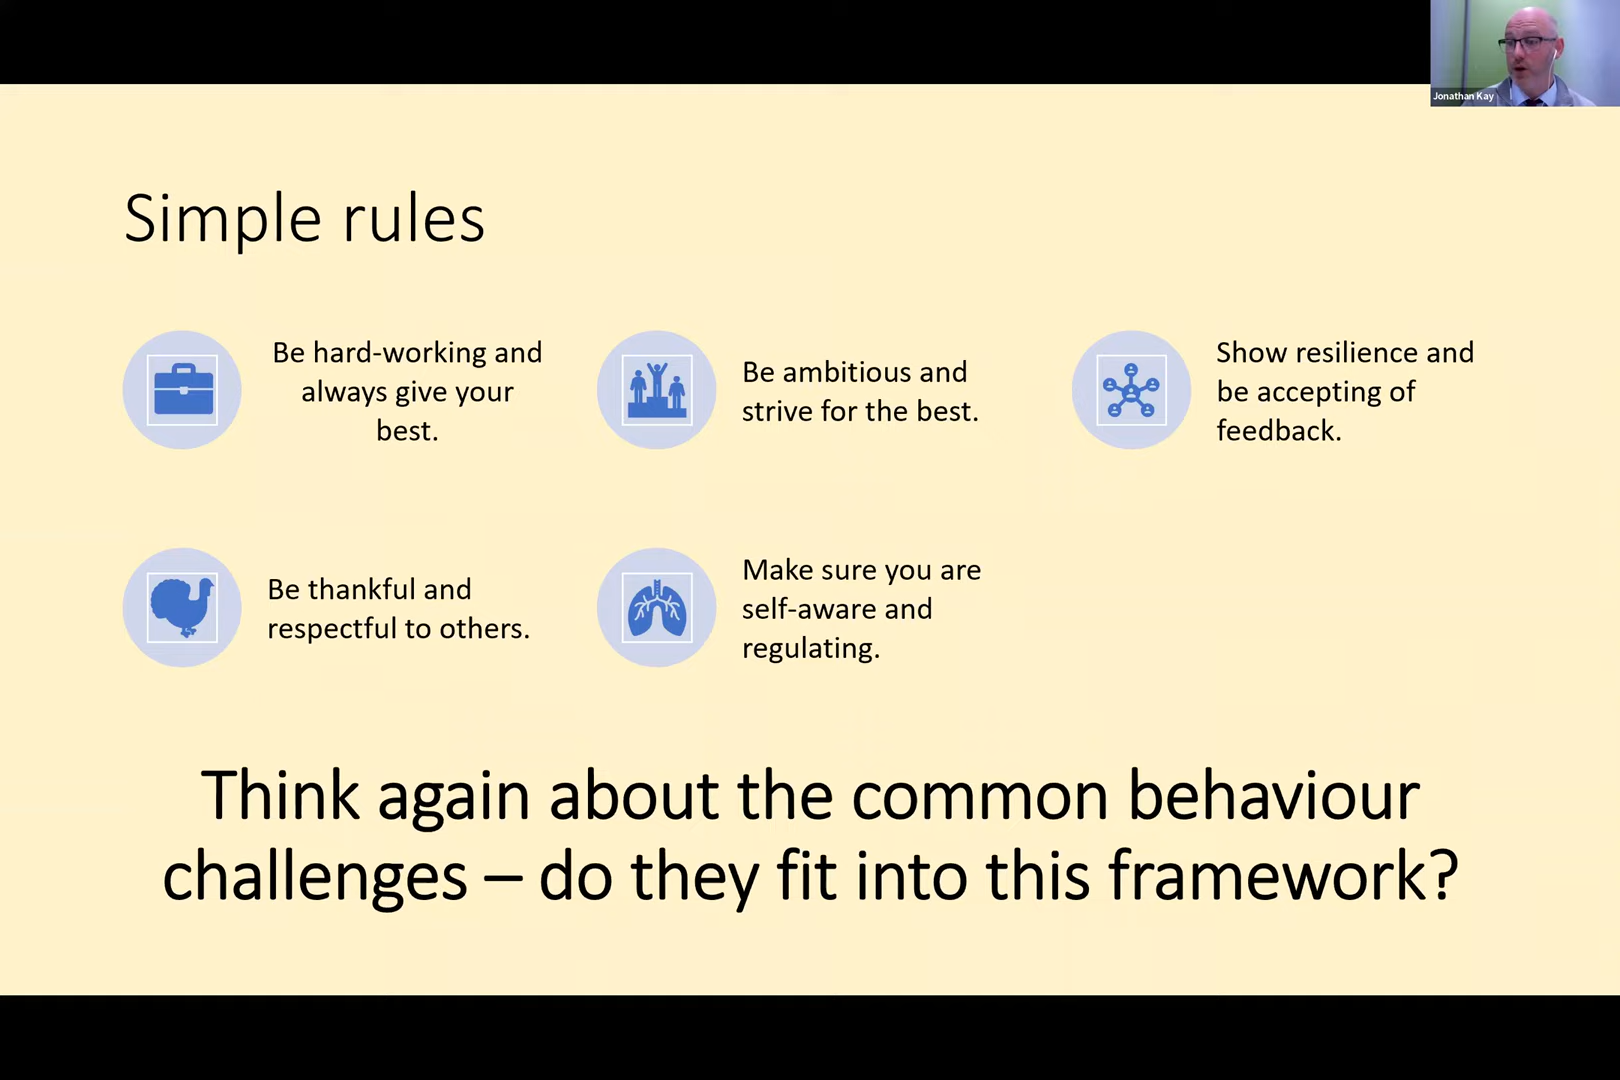 Jonathan Kay
Simple rules
Be hard-working and
always give your
best.
Be ambitious and
strive for the best.
Show resilience and
be accepting of
feedback.
Be thankful and
respectful to others.
Make sure you are
self-aware and
regulating.
Think again about the common behaviour
challenges – do they fit into this framework?